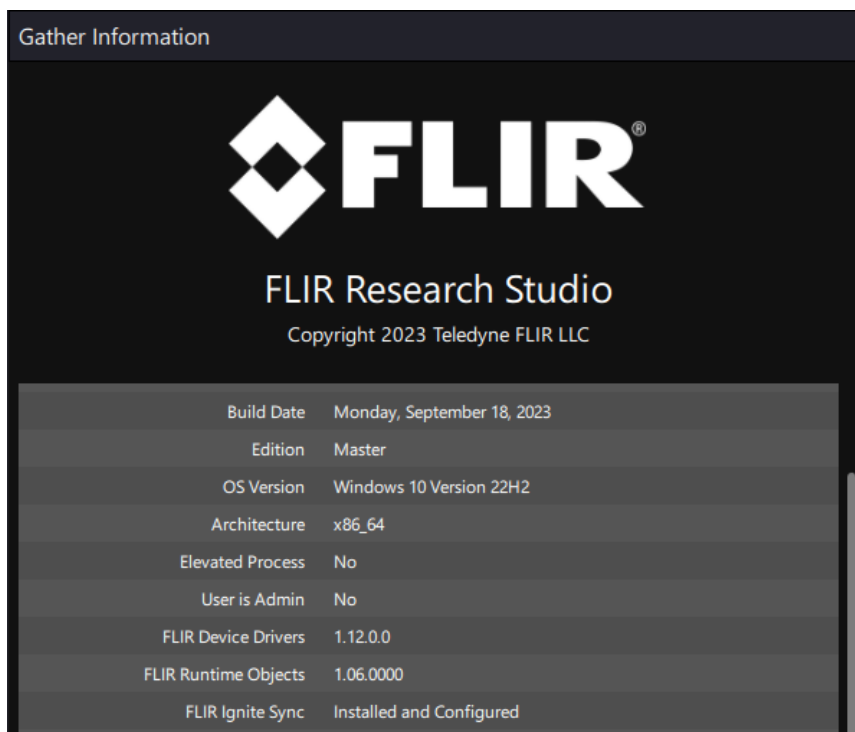 Gather Information
FLIR®
FLIR Research Studio
Copyright 2023 Teledyne FLIR LLC
Build Date Monday, September 18, 2023
Edition Master
OS Version Windows 10 Version 22H2
Architecture x86_64
Elevated Process No
User is Admin No
FLIR Device Drivers 1.12.0.0
FLIR Runtime Objects 1.06.0000
FLIR Ignite Sync Installed and Configured